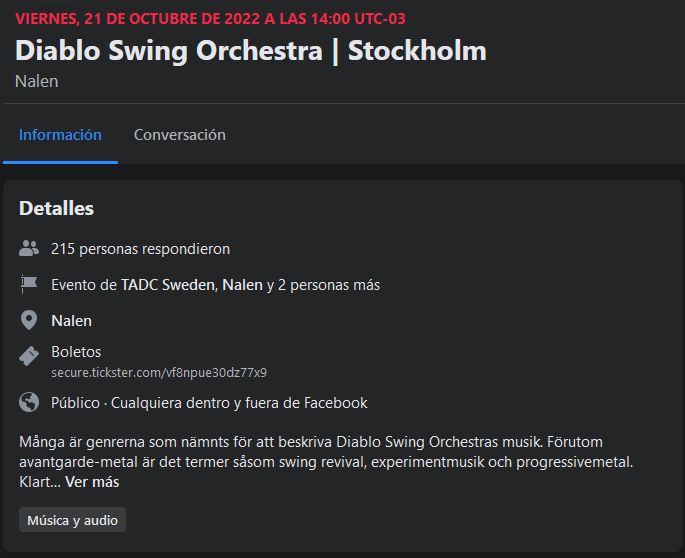 VIERNES, 21 DE OCTUBRE DE 2022 A LAS 14:00 UTC-03
Diablo Swing Orchestra | Stockholm
Nalen
Información Conversación
Detalles
215 personas respondieron
Evento de TADC Sweden, Nalen y 2 personas más
Nalen
Boletos
secure.tickster.com/vf8npue30dz77x9
Público · Cualquiera dentro y fuera de Facebook
Många är genrerna som nämnts för att beskriva Diablo Swing Orchestras musik. Förutom
avantgarde-metal är det termer såsom swing revival, experimentmusik och progressivemetal.
Klart... Ver más
Música y audio